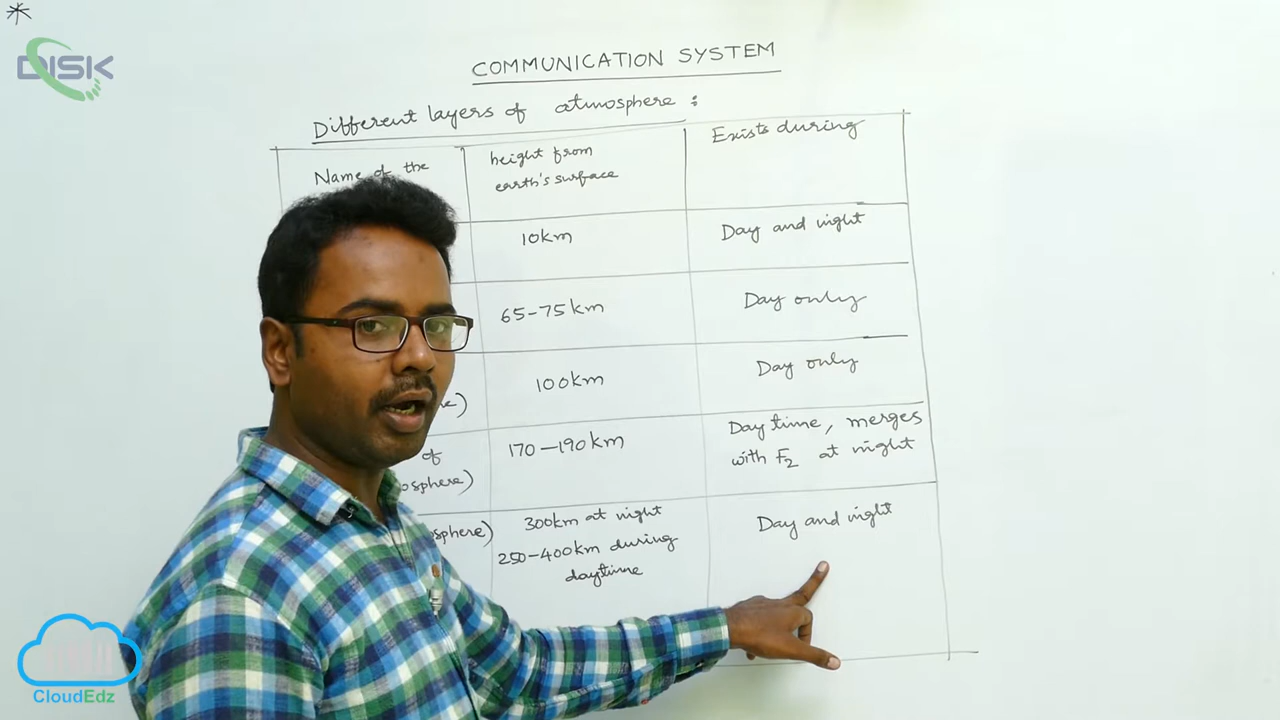 DISK
COMMUNICATION SYSTEM
Different layers of atmosphere :
Name of the
height from
earth's surface
Exists during
10km
Day and night
65-75km
Day only
100km
Day only
170-190km
Day time, merges
with F2 at night
of
300km at night
250-400km during
daytime
Day and night
CloudEdz